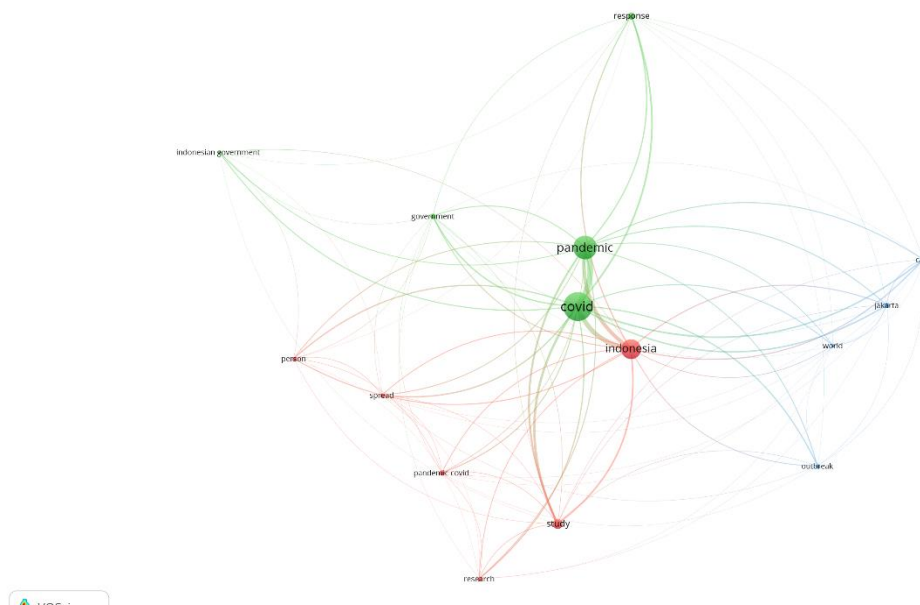 response
indonesian government
government
pandemic
covid
jakarta
indonesia
world
person
spread
outbreak
pandemic covid
study
research